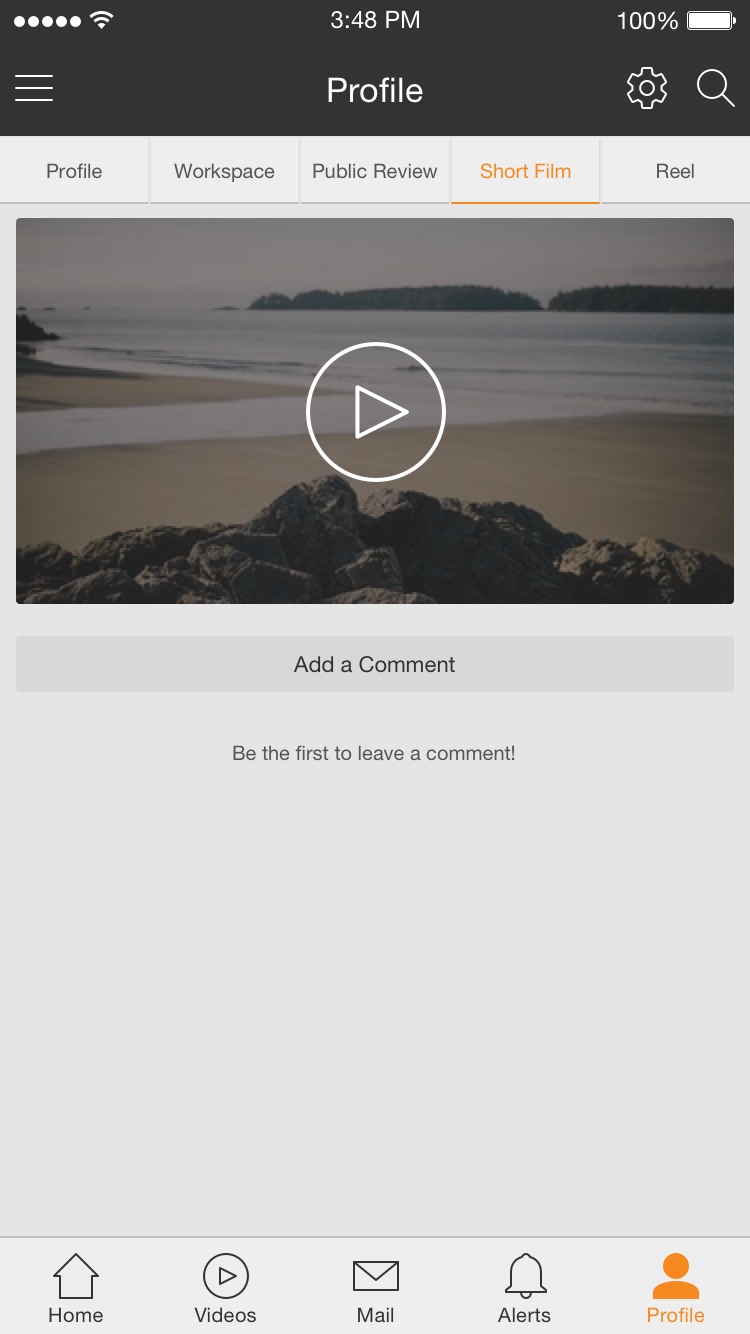 3:48 PM 100%
Profile
Profile Workspace Public Review Short Film Reel
Add a Comment
Be the first to leave a comment!
Home Videos Mail Alerts Profile